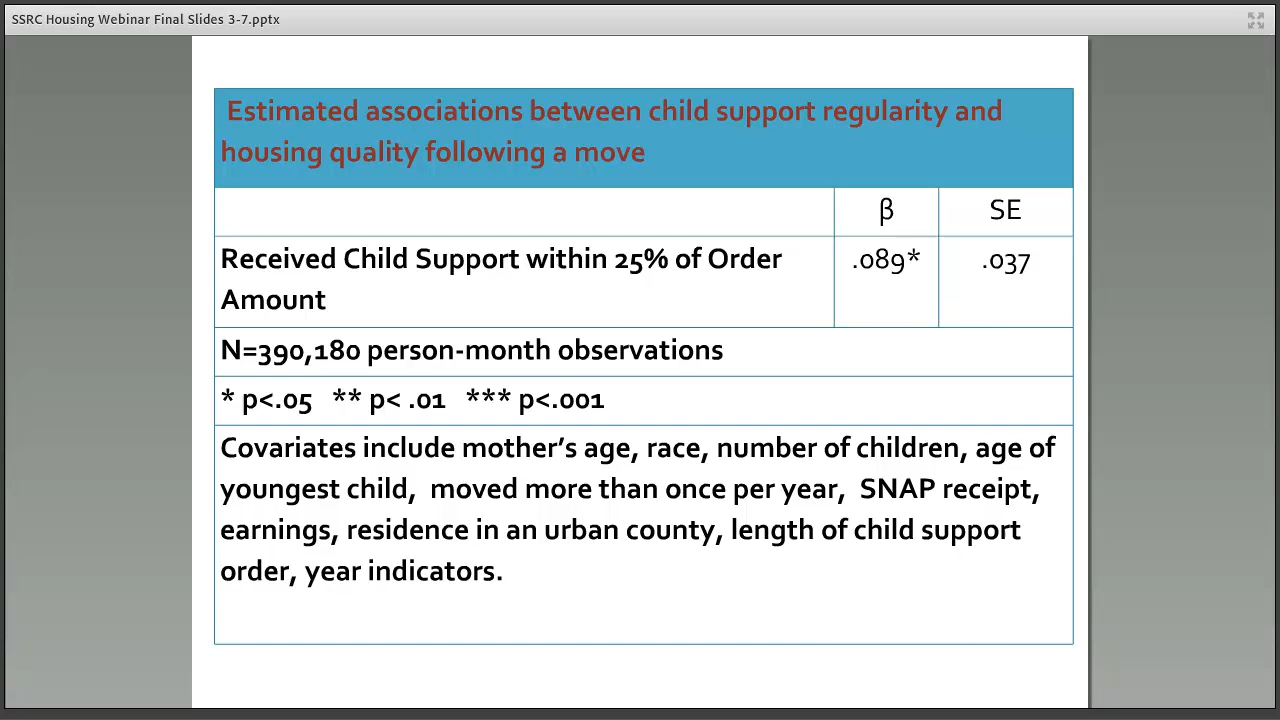 SSRC Housing Webinar Final Slides 3-7.pptx
Estimated associations between child support regularity and
housing quality following a move
β SE
Received Child Support within 25% of Order
Amount
.089* .037
N=390,180 person-month observations
* p<.05 ** p< .01 *** p<.001
Covariates include mother’s age, race, number of children, age of
youngest child, moved more than once per year, SNAP receipt,
earnings, residence in an urban county, length of child support
order, year indicators.